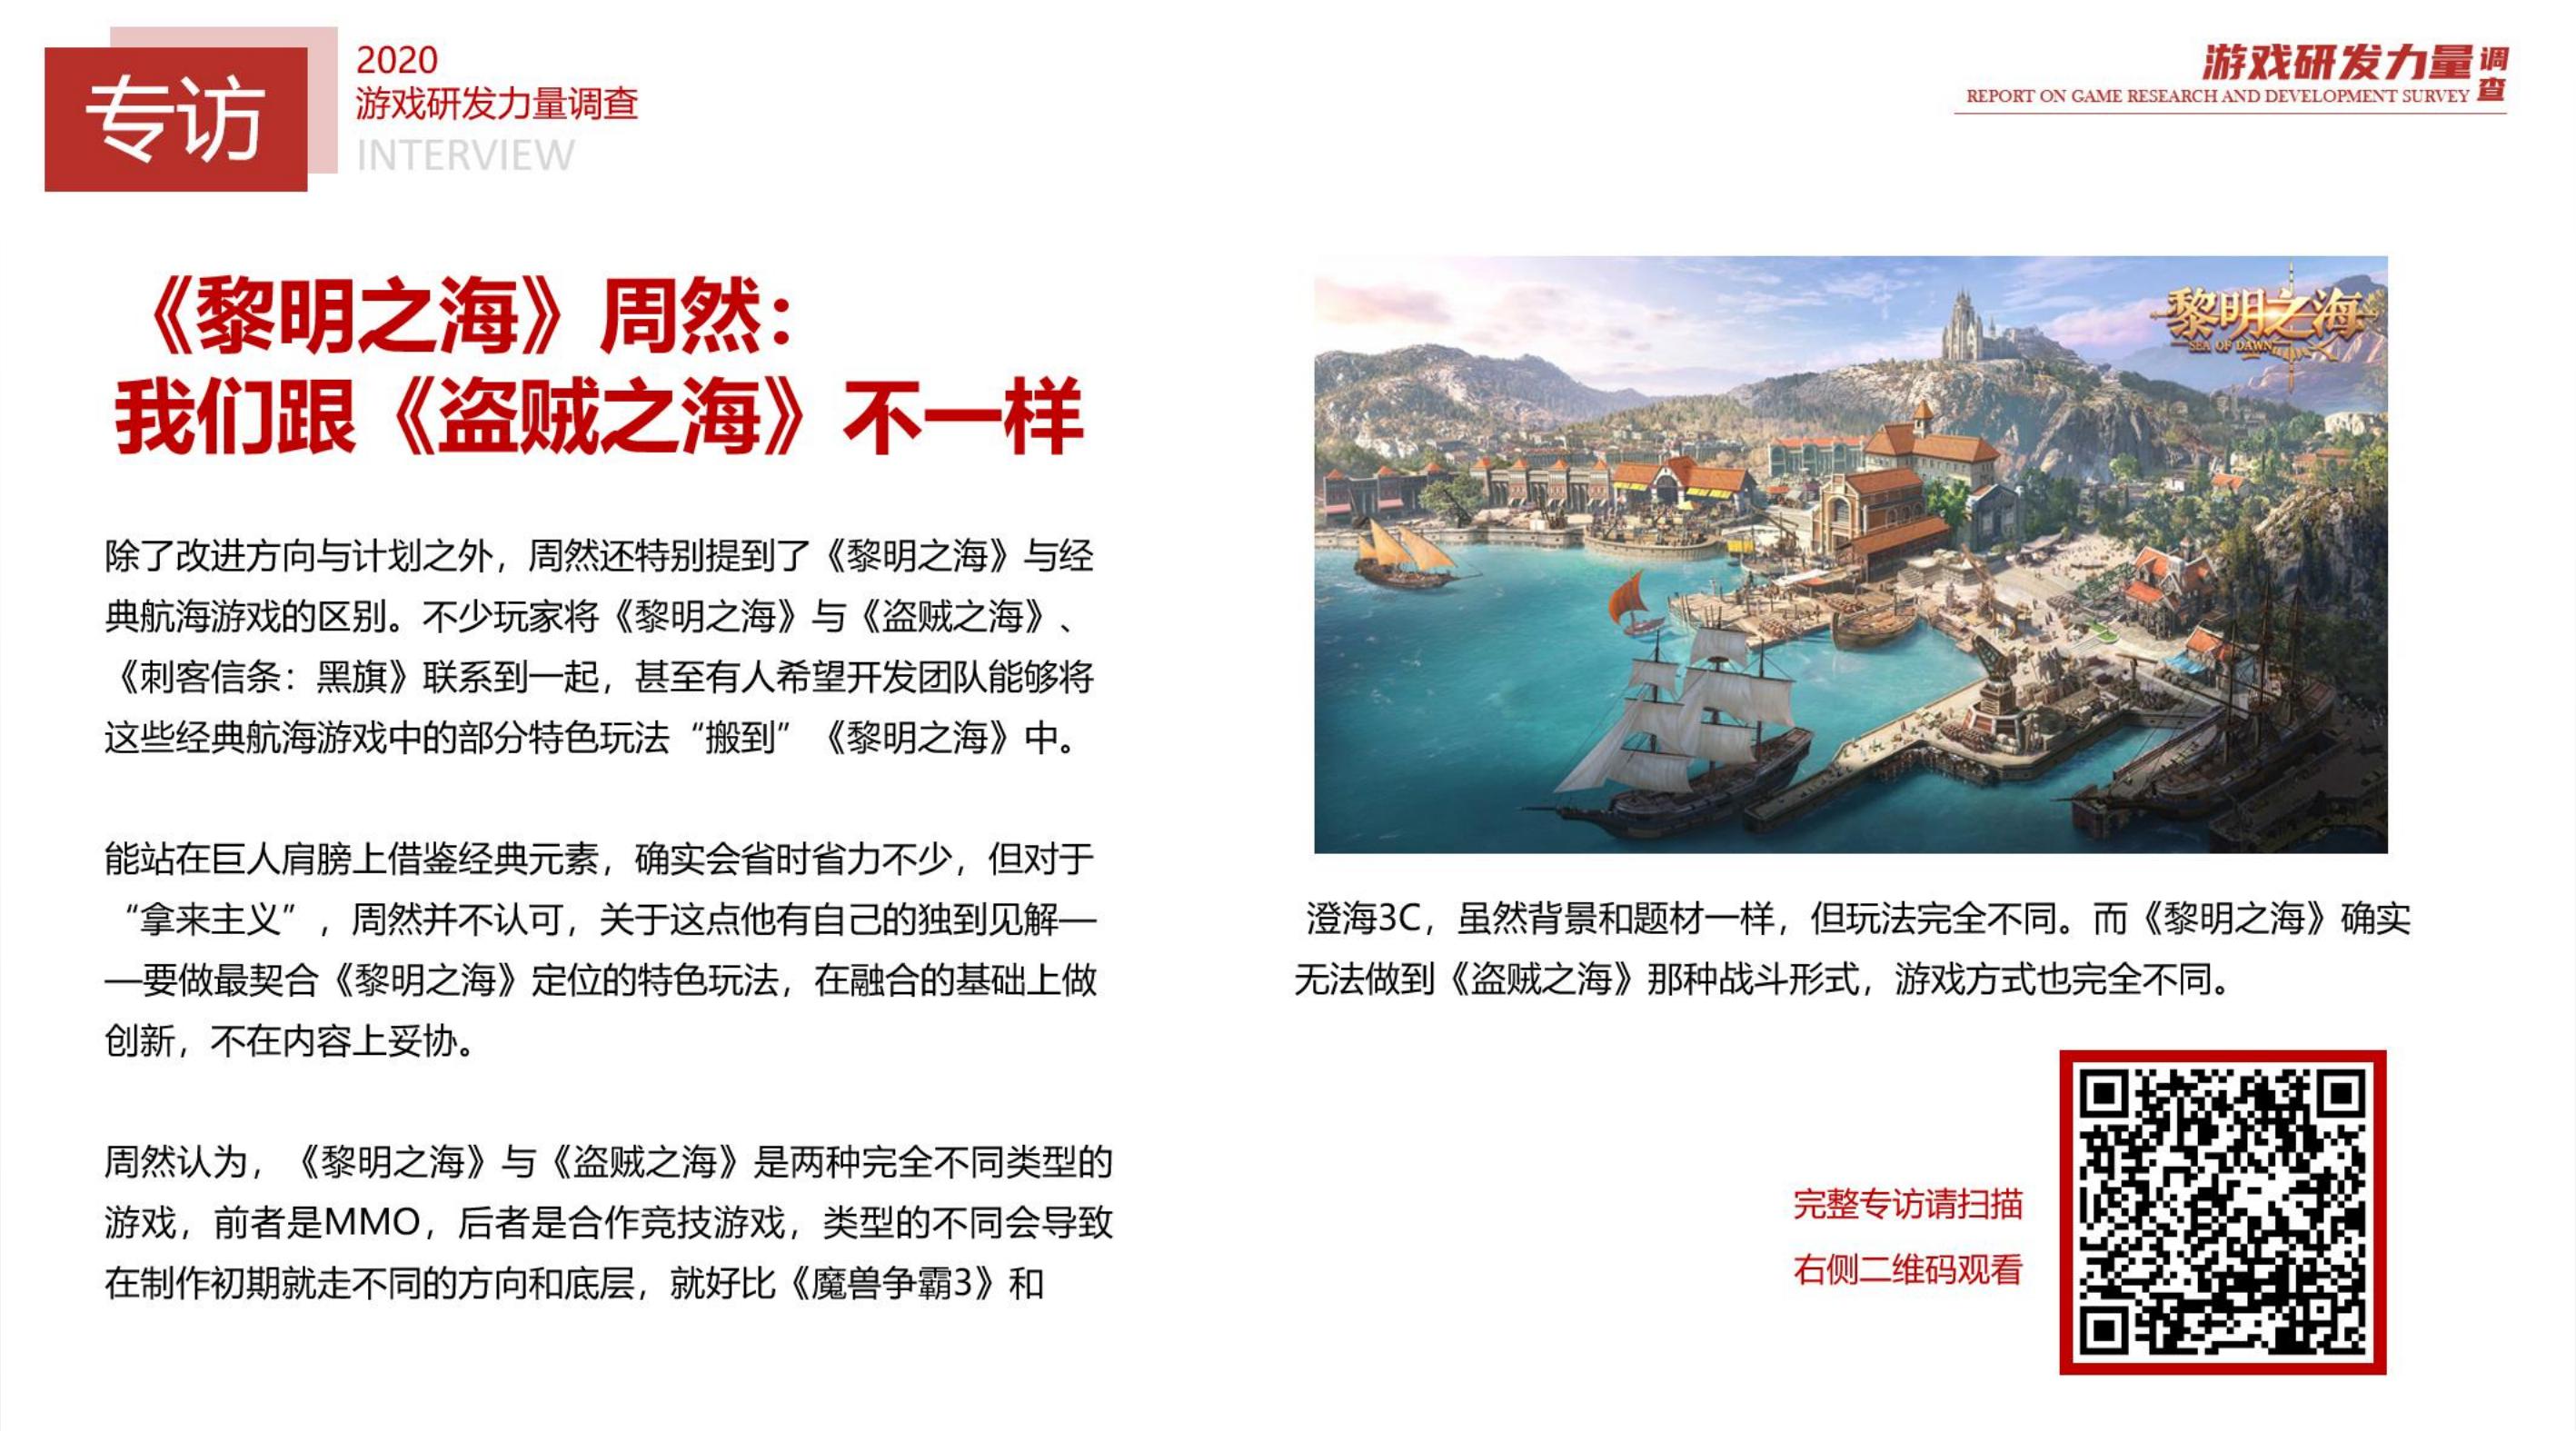 专访
2020
游戏研发力量调查
INTERVIEW
游戏研发力量调查
REPORT ON GAME RESEARCH AND DEVELOPMENT SURVEY
《黎明之海》周然：
我们跟《盗贼之海》不一样
除了改进方向与计划之外，周然还特别提到了《黎明之海》与经
典航海游戏的区别。不少玩家将《黎明之海》与《盗贼之海》、
《刺客信条：黑旗》联系到一起，甚至有人希望开发团队能够将
这些经典航海游戏中的部分特色玩法“搬到”《黎明之海》中。
能站在巨人肩膀上借鉴经典元素，确实会省时省力不少，但对于
“拿来主义”，周然并不认可，关于这点他有自己的独到见解—
—要做最契合《黎明之海》定位的特色玩法，在融合的基础上做
创新，不在内容上妥协。
周然认为，《黎明之海》与《盗贼之海》是两种完全不同类型的
游戏，前者是MMO，后者是合作竞技游戏，类型的不同会导致
在制作初期就走不同的方向和底层，就好比《魔兽争霸3》和
黎明之海
SEA OF DAWN
澄海3C，虽然背景和题材一样，但玩法完全不同。而《黎明之海》确实
无法做到《盗贼之海》那种战斗形式，游戏方式也完全不同。
完整专访请扫描
右侧二维码观看